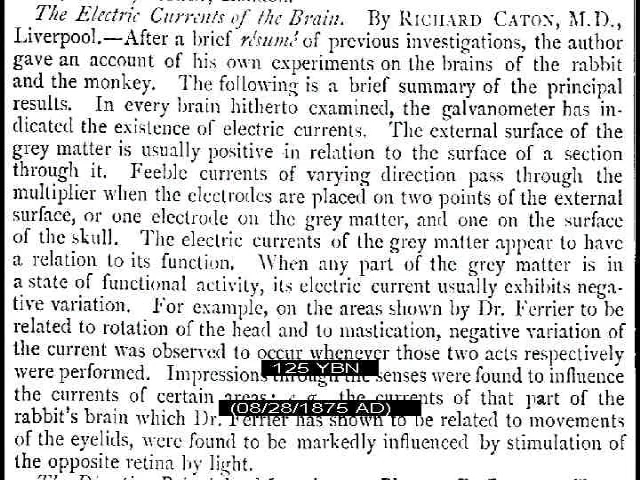 The Electric Currents of the Brain. By RICHARD CATON, M.D.,
Liverpool.—After a brief résumé of previous investigations, the author
gave an account of his own experiments on the brains of the rabbit
and the monkey. The following is a brief summary of the principal
results. In every brain hitherto examined, the galvanometer has in-
dicated the existence of electric currents. The external surface of the
grey matter is usually positive in relation to the surface of a section
through it. Feeble currents of varying direction pass through the
multiplier when the electrodes are placed on two points of the external
surface, or one electrode on the grey matter, and one on the surface
of the skull. The electric currents of the grey matter appear to have
a relation to its function. When any part of the grey matter is in
a state of functional activity, its electric current usually exhibits nega-
tive variation. For example, on the areas shown by Dr. Ferrier to be
related to rotation of the head and to mastication, negative variation of
the current was observed to occur whenever those two acts respectively
125 YBN
were performed. Impressions through the senses were found to influence
the currents of certain areas; e.g., the currents of that part of the
(08/28/1875 AD)
rabbit's brain which Dr. Ferrier has shown to be related to movements
of the eyelids, were found to be markedly influenced by stimulation of
the opposite retina by light.